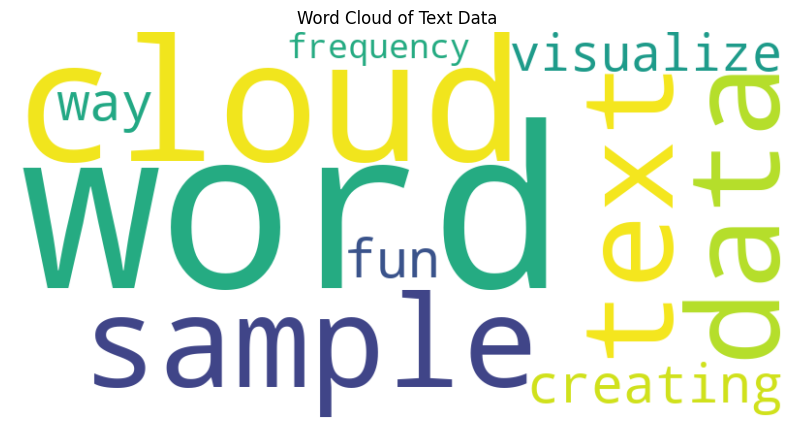 Word Cloud of Text Data
frequency
visualize
cloud
way
word
text
data
fun
sample
creating